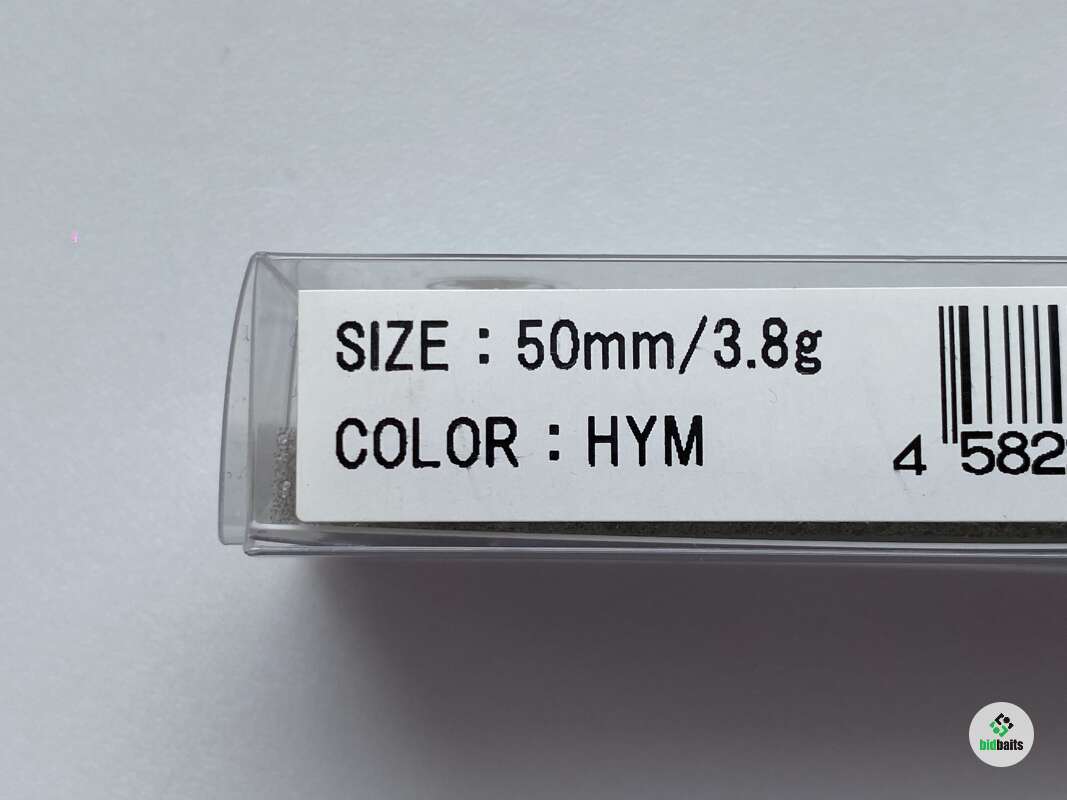 SIZE : 50mm/3.8g
COLOR : HYM
4 582
bidbaits